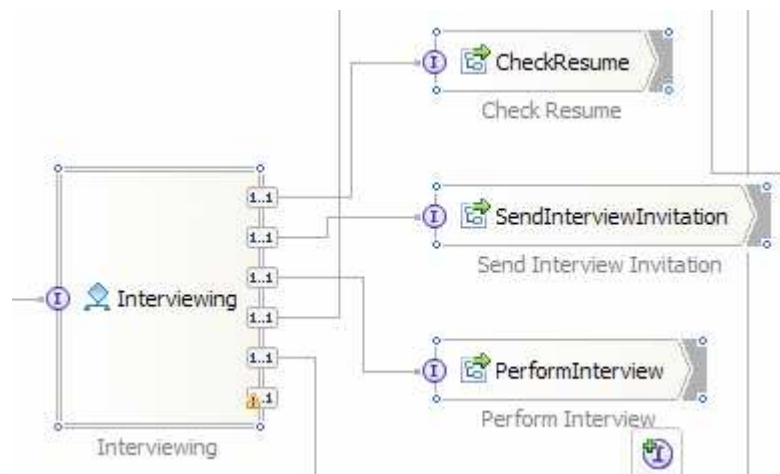 CheckResume
Check Resume
1..1
SendInterviewInvitation
1..1
Send Interview Invitation
1..1
Interviewing
1..1
1..1
PerformInterview
.1
Perform Interview
Interviewing